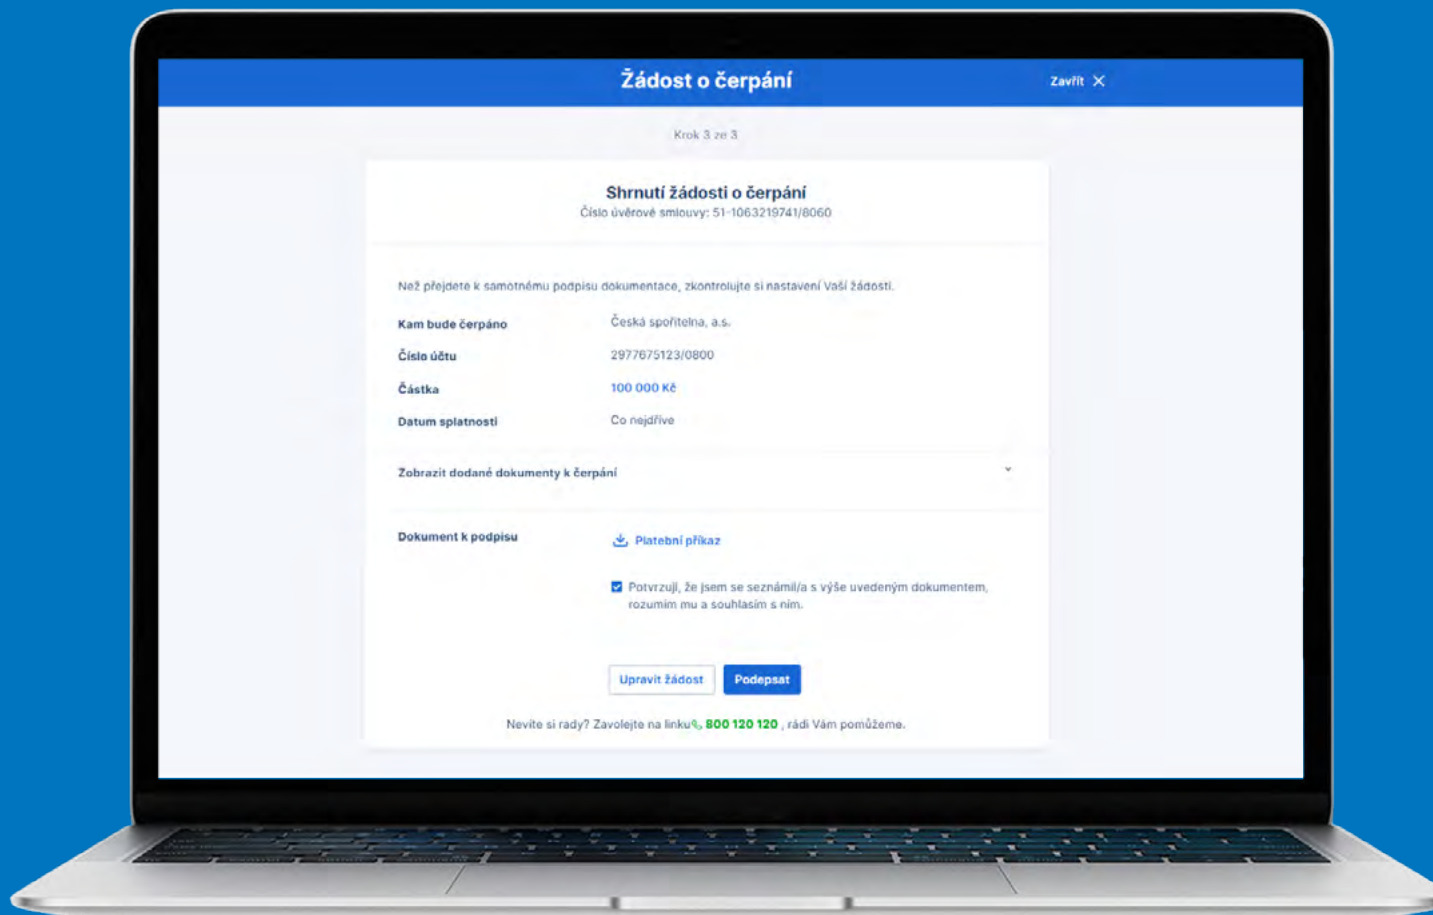 Žádost o čerpání
Zavřít
Krok 3 ze 3
Shrnutí žádosti o čerpání
Číslo úvěrové smlouvy: 51-1063219741/8060
Než přejdete k samotnému podpisu dokumentace, zkontrolujte si nastavení Vaší žádosti.
Kam bude čerpáno Česká spořitelna, a.s.
Číslo účtu 2977675123/0800
Částka 100 000 Kč
Datum splatnosti Co nejdříve
Zobrazit dodané dokumenty k čerpání
Dokument k podpisu Platební příkaz
Potvrzuji, že jsem se seznámil/a s výše uvedeným dokumentem,
rozumím mu a souhlasím s ním.
Upravit žádost Podepsat
Nevíte si rady? Zavolejte na linku 800 120 120 , rádi Vám pomůžeme.